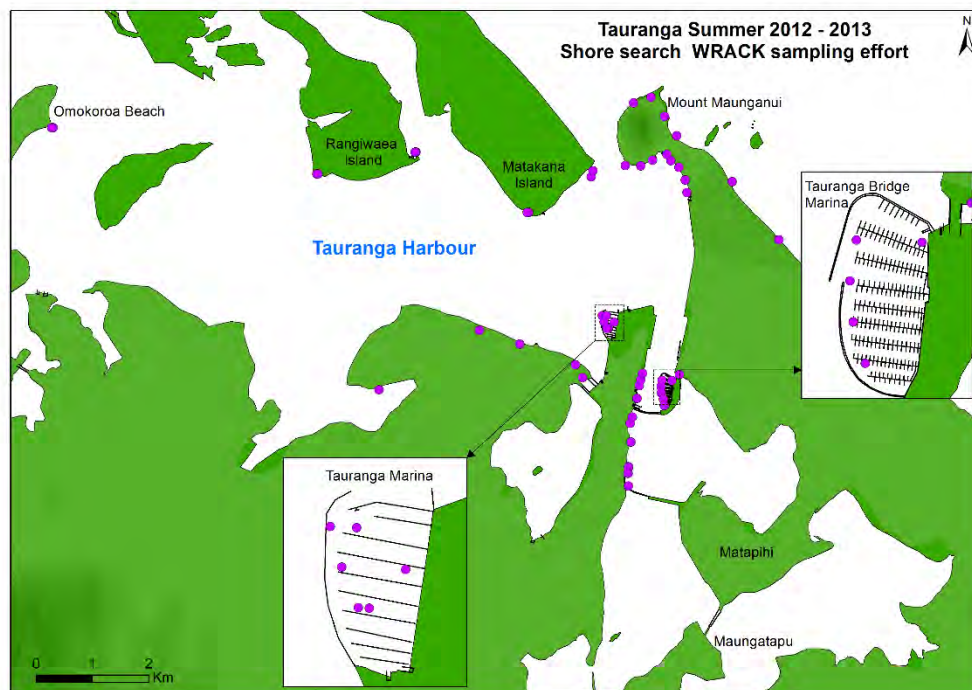 Tauranga Summer 2012 - 2013
Shore search WRACK sampling effort
N
Omokoroa Beach
Mount Maunganui
Rangiwaea
Island
Matakana
Island
Tauranga Bridge
Marina
Tauranga Harbour
Tauranga Marina
Matapihi
Maungatapu
0 1 2
Km